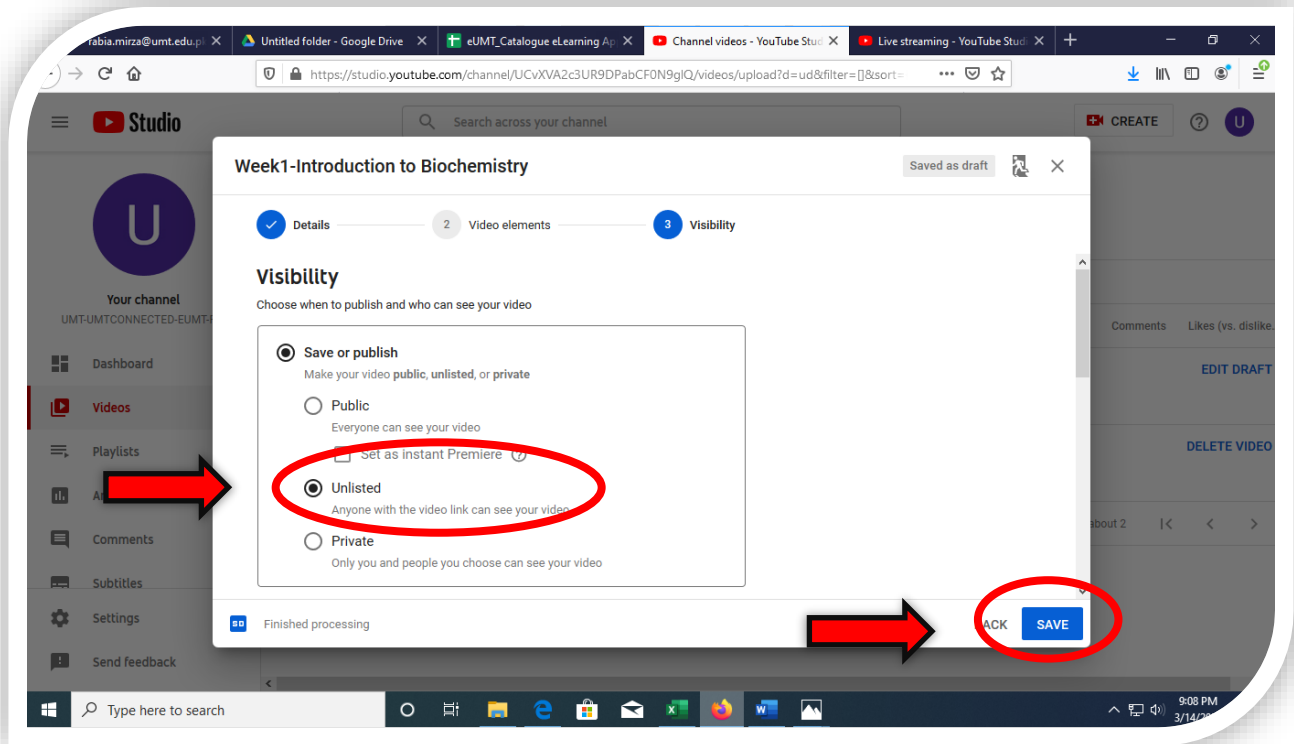 rabia.mirza@umt.edu.p
Untitled folder - Google Drive
eUMT_Catalogue eLearning Ap
Channel videos - YouTube Stud
Live streaming - YouTube Stud
https://studio.youtube.com/channel/UCvXVA2c3UR9DPabCF0N9glQ/videos/upload?d=ud&filter=[]&sort=
Studio
Search across your channel
CREATE
U
Week1-Introduction to Biochemistry
Saved as draft
Details
2 Video elements
3 Visibility
U
Your channel
UMT-UMTCONNECTED-EUMT-
Dashboard
Videos
Playlists
Comments
Subtitles
Settings
Send feedback
Visibility
Choose when to publish and who can see your video
Save or publish
Make your video public, unlisted, or private
Public
Everyone can see your video
Set as instant Premiere
Unlisted
Anyone with the video link can see your video
Private
Only you and people you choose can see your video
Comments
Likes (vs. dislike.
EDIT DRAFT
DELETE VIDEO
about 2
SD
Finished processing
ACK
SAVE
Type here to search
9:08 PM